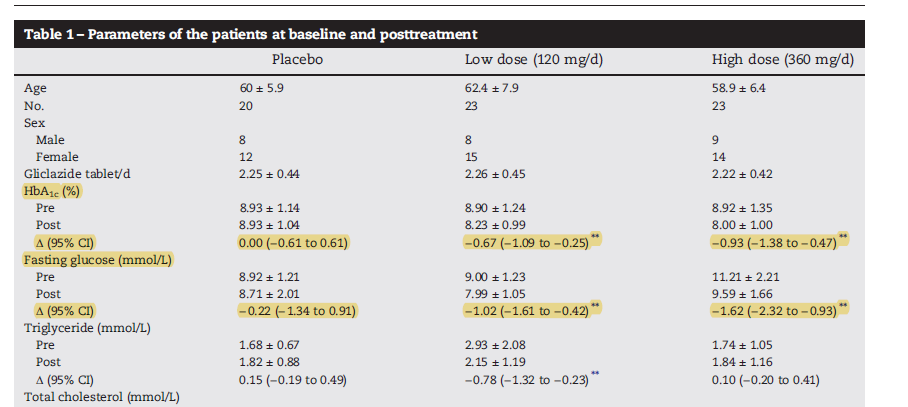 Table 1 – Parameters of the patients at baseline and posttreatment
Placebo Low dose (120 mg/d) High dose (360 mg/d)
Age 60 ± 5.9 62.4 ± 7.9 58.9 ± 6.4
No. 20 23 23
Sex
Male 8 8 9
Female 12 15 14
Gliclazide tablet/d 2.25 ± 0.44 2.26 ± 0.45 2.22 ± 0.42
HbA1c (%)
Pre 8.93 ± 1.14 8.90 ± 1.24 8.92 ± 1.35
Post 8.93 ± 1.04 8.23 ± 0.99 8.00 ± 1.00
Δ (95% CI) 0.00 (−0.61 to 0.61) −0.67 (−1.09 to −0.25)** −0.93 (−1.38 to −0.47)**
Fasting glucose (mmol/L)
Pre 8.92 ± 1.21 9.00 ± 1.23 11.21 ± 2.21
Post 8.71 ± 2.01 7.99 ± 1.05 9.59 ± 1.66
Δ (95% CI) −0.22 (−1.34 to 0.91) −1.02 (−1.61 to −0.42)** −1.62 (−2.32 to −0.93)**
Triglyceride (mmol/L)
Pre 1.68 ± 0.67 2.93 ± 2.08 1.74 ± 1.05
Post 1.82 ± 0.88 2.15 ± 1.19 1.84 ± 1.16
Δ (95% CI) 0.15 (−0.19 to 0.49) −0.78 (−1.32 to −0.23)** 0.10 (−0.20 to 0.41)
Total cholesterol (mmol/L)